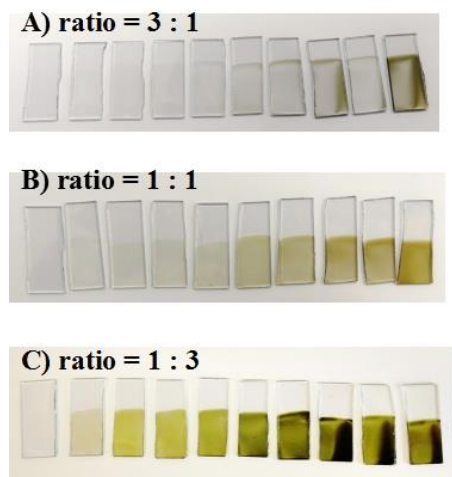 A) ratio = 3 : 1
B) ratio = 1 : 1
C) ratio = 1 : 3